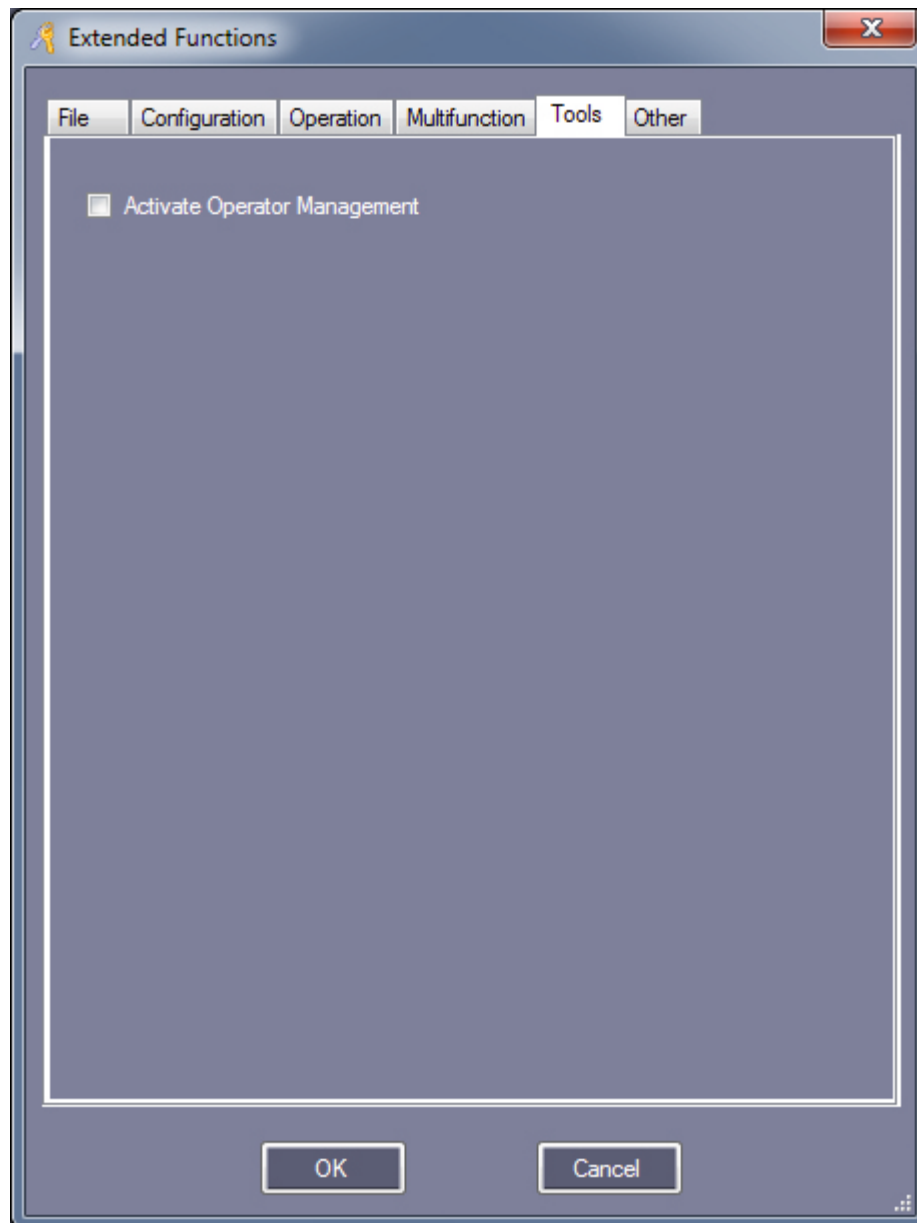 Extended Functions
File Configuration Operation Multifunction Tools Other
Activate Operator Management
OK Cancel